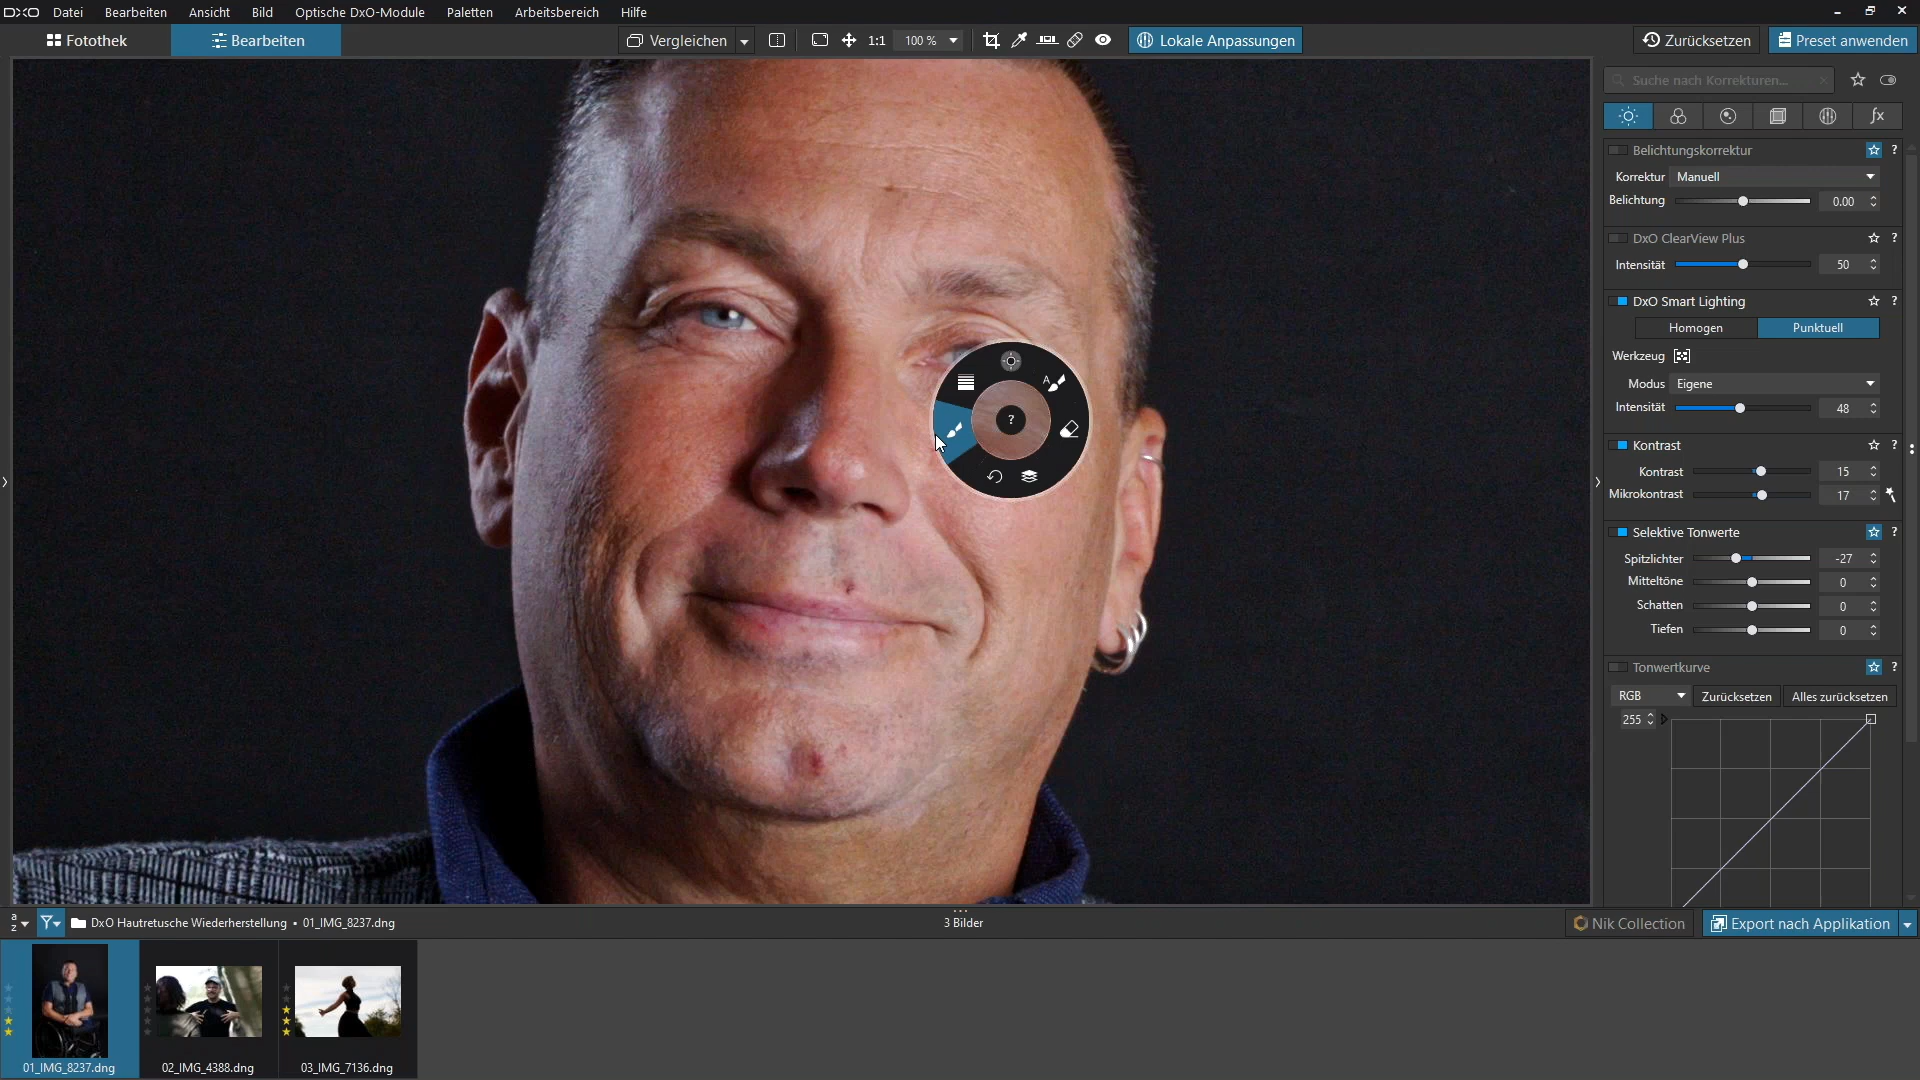 DXO Datei Bearbeiten Ansicht Bild Optische DxO-Module Paletten Arbeitsbereich Hilfe
Fotothek Bearbeiten Vergleichen 1:1 100 % Lokale Anpassungen Zurücksetzen Preset anwenden
Suche nach Korrekturen...
fx
Belichtungskorrektur ?
Korrektur Manuell
Belichtung 0.00
DxO ClearView Plus ?
Intensität 50
DxO Smart Lighting ?
Homogen Punktuell
Werkzeug
Modus Eigene
Intensität 48
A
?
Kontrast ?
Kontrast 15
Mikrokontrast 17
Selektive Tonwerte ?
Spitzlichter -27
Mitteltöne 0
Schatten 0
Tiefen 0
Tonwertkurve ?
RGB Zurücksetzen Alles zurücksetzen
255
a z DxO Hautretusche Wiederherstellung • 01_IMG_8237.dng 3 Bilder Nik Collection Export nach Applikation
01_IMG_8237.dng 02_IMG_4388.dng 03_IMG_7136.dng